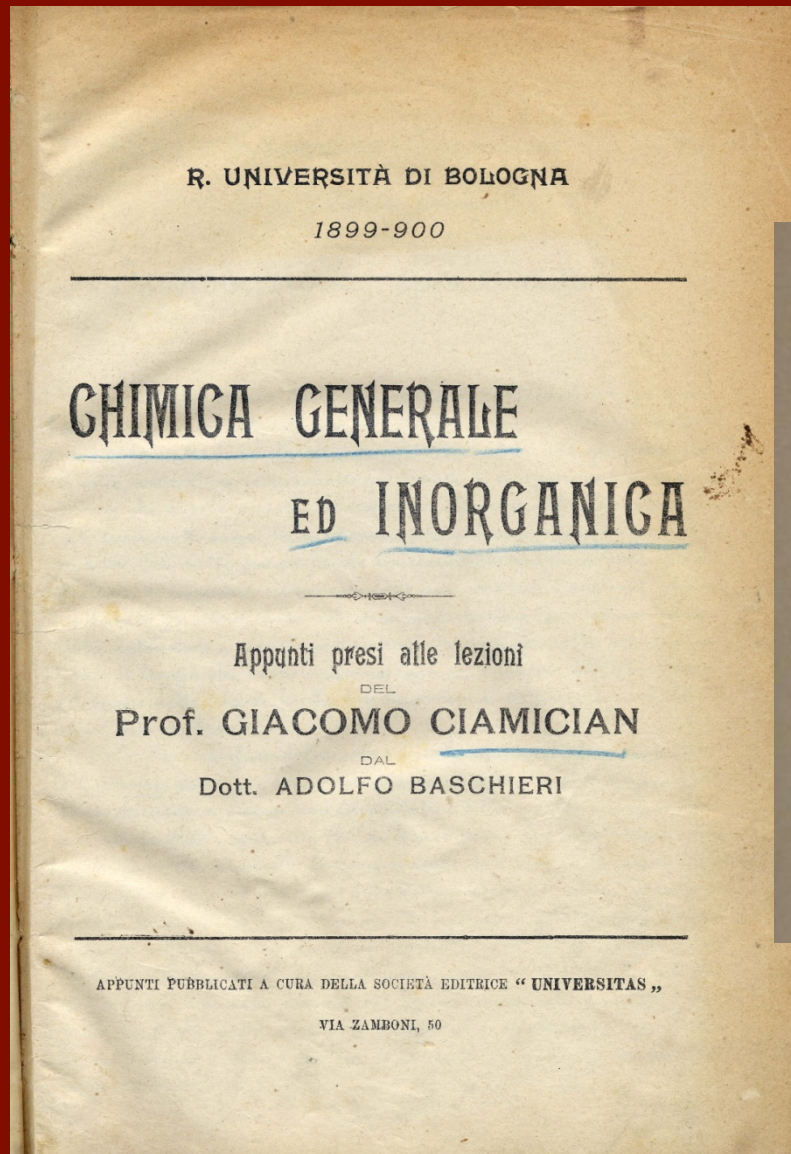 R. UNIVERSITÀ DI BOLOGNA
1899-900
CHIMICA GENERALE
ED INORGANICA
Appunti presi alle lezioni
DEL
Prof. GIACOMO CIAMICIAN
DAL
Dott. ADOLFO BASCHIERI
APPUNTI PUBBLICATI A CURA DELLA SOCIETÀ EDITRICE “ UNIVERSITAS „
VIA ZAMBONI, 50